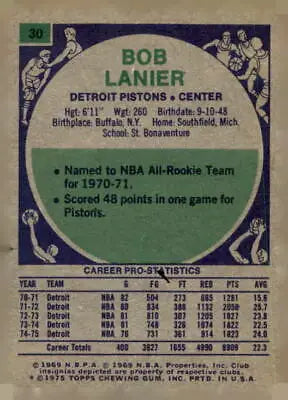 30
BOB
LANIER
DETROIT PISTONS • CENTER
Hgt: 6'11" Wgt: 260 Birthdate: 9-10-48
Birthplace: Buffalo, N.Y. Home: Southfield, Mich.
School: St. Bonaventure
• Named to NBA All-Rookie Team
for 1970-71.
• Scored 48 points in one game for
Pistons.
CAREER PRO-STATISTICS
YEAR TEAM G FG FT REB. PTS. AVG.
70-71 Detroit NBA 82 504 273 665 1281 15.6
71-72 Detroit NBA 80 834 388 1132 2056 25.7
72-73 Detroit NBA 81 810 307 1205 1927 23.8
73-74 Detroit NBA 81 748 326 1074 1822 22.5
74-75 Detroit NBA 76 731 361 914 1823 24.0
Career Totals 400 3627 1655 4990 8909 22.3
© 1969 N.B.P.A. © 1969 NBA. Properties, Inc. Club
insignias depicted are property of respective clubs.
© 1975 TOPPS CHEWING GUM, INC. PRTD. IN U.S.A.